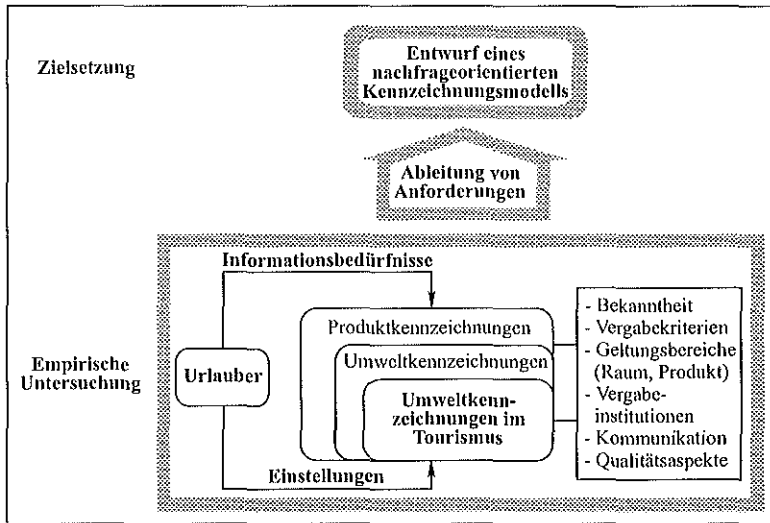 Zielsetzung
Entwurf eines
nachfrageorientierten
Kennzeichnungsmodells
Ableitung von
Anforderungen
Empirische
Untersuchung
Informationsbedürfnisse
Urlauber
Einstellungen
Produktkennzeichnungen
Umweltkennzeichnungen
Umweltkenn-
zeichnungen im
Tourismus
- Bekanntheit
- Vergabekriterien
- Geltungsbereiche
(Raum, Produkt)
- Vergabe-
institutionen
- Kommunikation
- Qualitätsaspekte